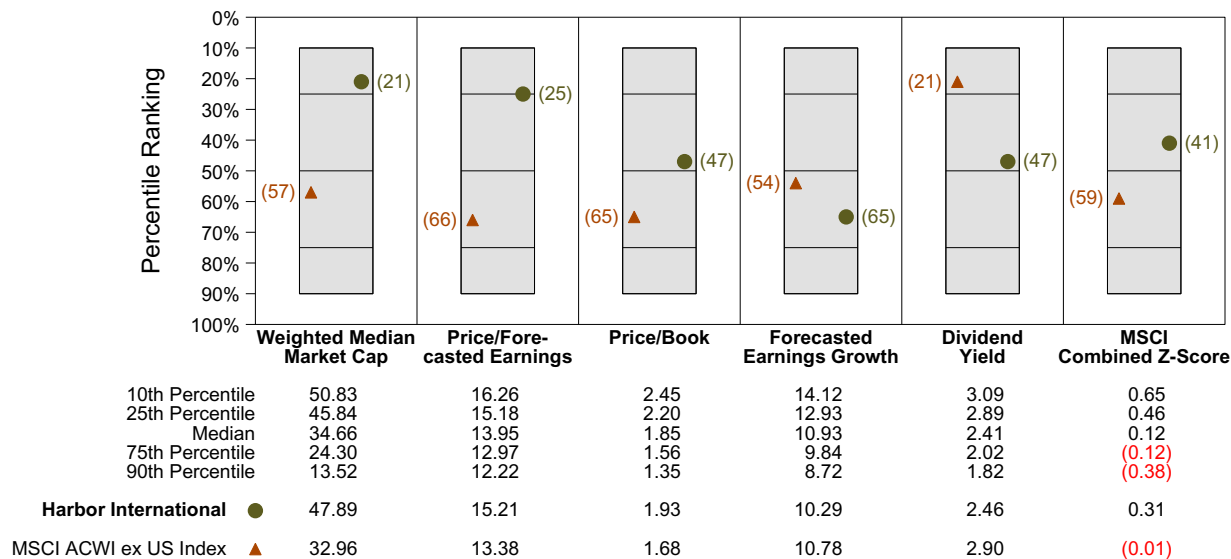 0%
10%
20%
30%
40%
50%
60%
70%
80%
90%
100%
Percentile Ranking
(21)
(57)
(25)
(66)
(47)
(65)
(54)
(65)
(21)
(47)
(41)
(59)
Weighted Median
Market Cap
Price/Fore-
casted Earnings
Price/Book
Forecasted
Earnings Growth
Dividend
Yield
MSCI
Combined Z-Score
10th Percentile 50.83 16.26 2.45 14.12 3.09 0.65
25th Percentile 45.84 15.18 2.20 12.93 2.89 0.46
Median 34.66 13.95 1.85 10.93 2.41 0.12
75th Percentile 24.30 12.97 1.56 9.84 2.02 (0.12)
90th Percentile 13.52 12.22 1.35 8.72 1.82 (0.38)
Harbor International 47.89 15.21 1.93 10.29 2.46 0.31
MSCI ACWI ex US Index 32.96 13.38 1.68 10.78 2.90 (0.01)